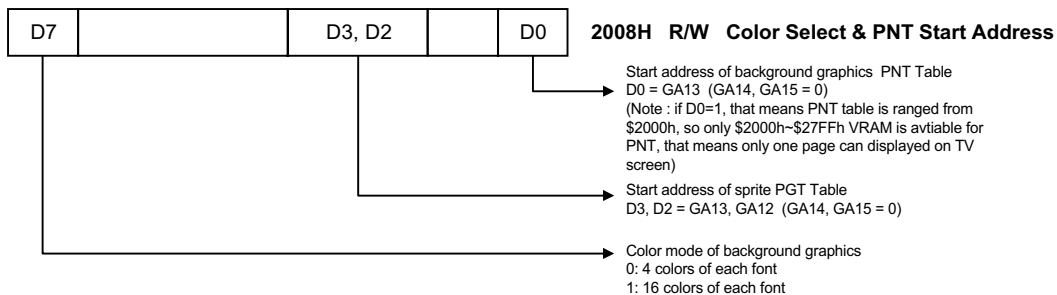 D7 D3, D2 D0 2008H R/W Color Select & PNT Start Address
Start address of background graphics PNT Table
D0 = GA13 (GA14, GA15 = 0)
(Note : if D0=1, that means PNT table is ranged from
$2000h, so only $2000h~$27FFh VRAM is avtiable for
PNT, that means only one page can displayed on TV
screen)
Start address of sprite PGT Table
D3, D2 = GA13, GA12 (GA14, GA15 = 0)
Color mode of background graphics
0: 4 colors of each font
1: 16 colors of each font